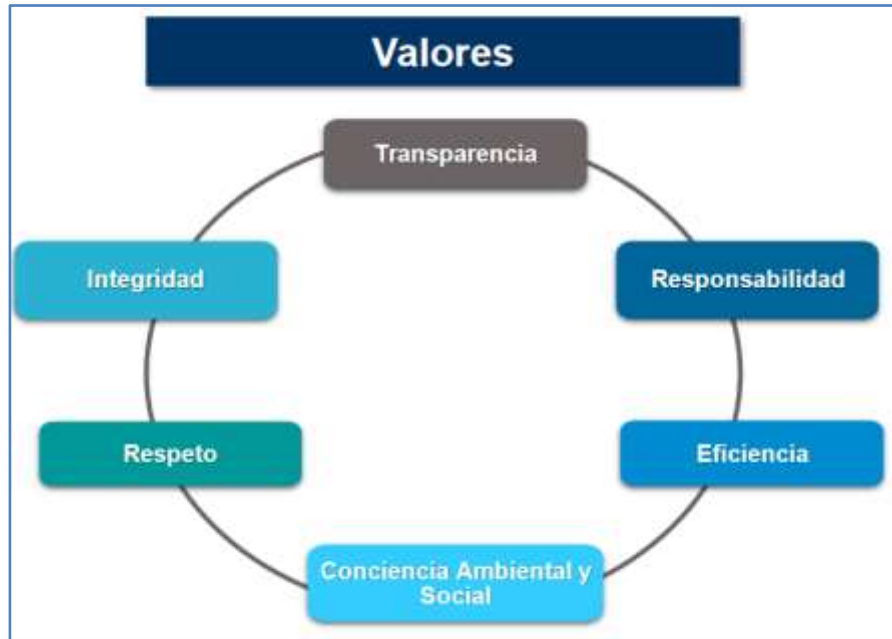 Valores
Transparencia
Responsabilidad
Eficiencia
Conciencia Ambiental y
Social
Respeto
Integridad